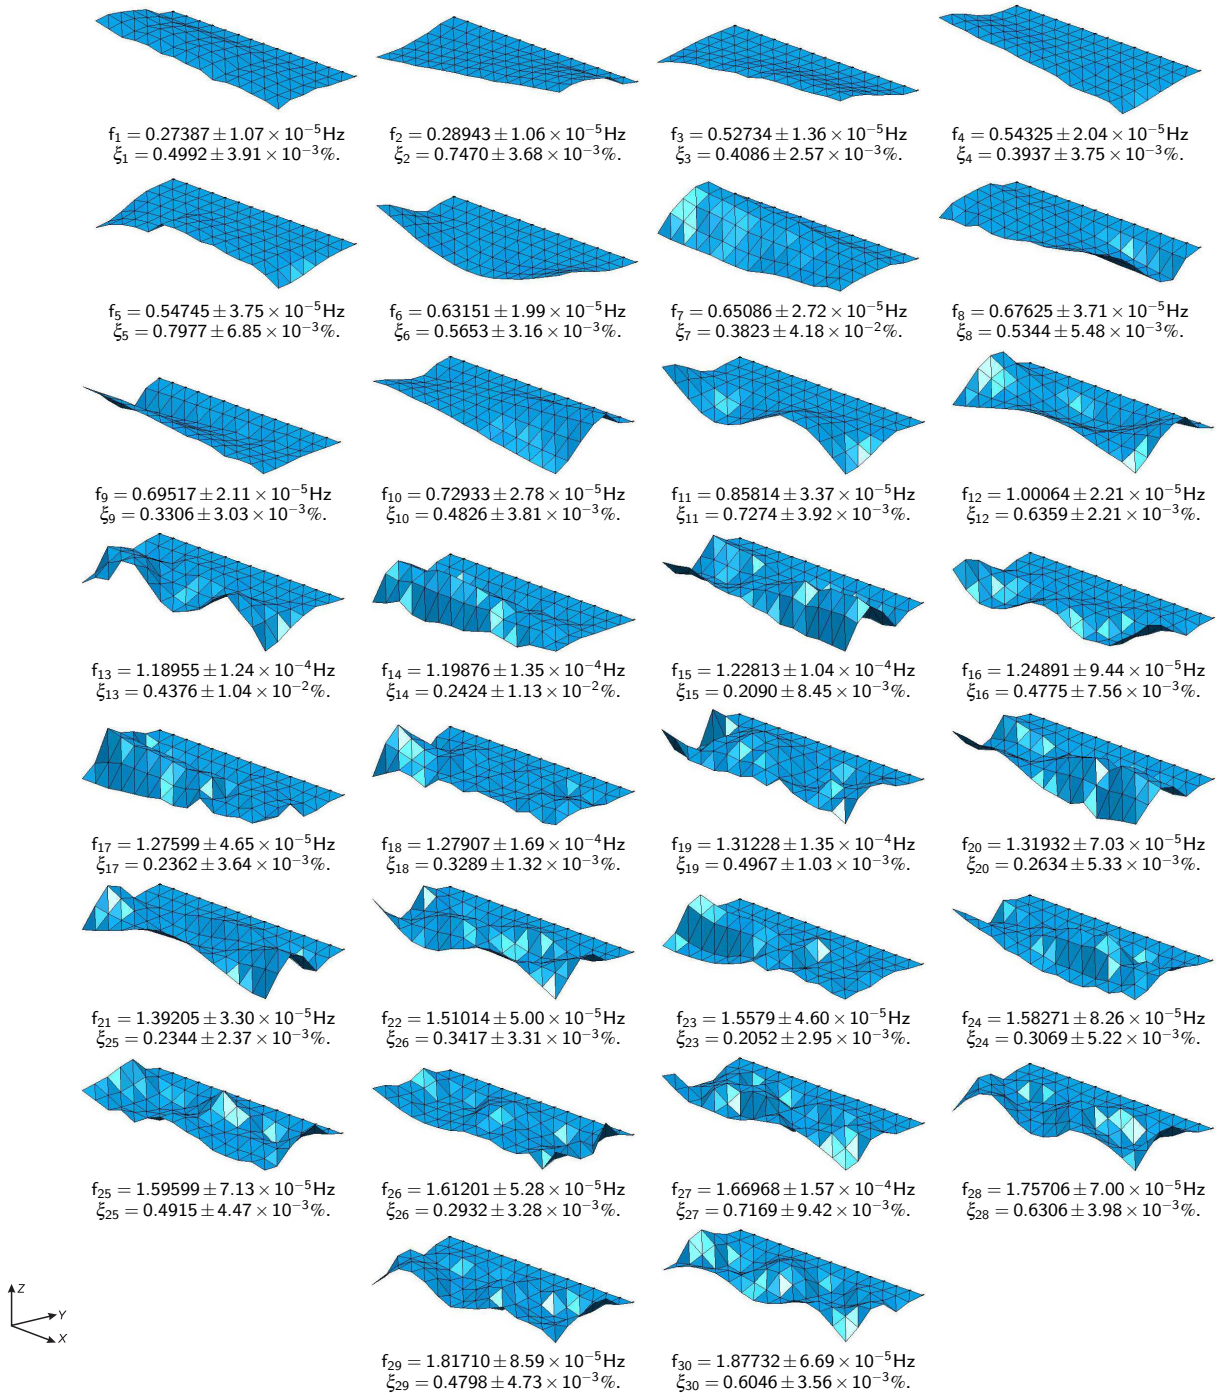 f₁ = 0.27387 ± 1.07 × 10⁻⁵Hz
ξ₁ = 0.4992 ± 3.91 × 10⁻³%.
f₂ = 0.28943 ± 1.06 × 10⁻⁵Hz
ξ₂ = 0.7470 ± 3.68 × 10⁻³%.
f₃ = 0.52734 ± 1.36 × 10⁻⁵Hz
ξ₃ = 0.4086 ± 2.57 × 10⁻³%.
f₄ = 0.54325 ± 2.04 × 10⁻⁵Hz
ξ₄ = 0.3937 ± 3.75 × 10⁻³%.
f₅ = 0.54745 ± 3.75 × 10⁻⁵Hz
ξ₅ = 0.7977 ± 6.85 × 10⁻³%.
f₆ = 0.63151 ± 1.99 × 10⁻⁵Hz
ξ₆ = 0.5653 ± 3.16 × 10⁻³%.
f₇ = 0.65086 ± 2.72 × 10⁻⁵Hz
ξ₇ = 0.3823 ± 4.18 × 10⁻²%.
f₈ = 0.67625 ± 3.71 × 10⁻⁵Hz
ξ₈ = 0.5344 ± 5.48 × 10⁻³%.
f₉ = 0.69517 ± 2.11 × 10⁻⁵Hz
ξ₉ = 0.3306 ± 3.03 × 10⁻³%.
f₁₀ = 0.72933 ± 2.78 × 10⁻⁵Hz
ξ₁₀ = 0.4826 ± 3.81 × 10⁻³%.
f₁₁ = 0.85814 ± 3.37 × 10⁻⁵Hz
ξ₁₁ = 0.7274 ± 3.92 × 10⁻³%.
f₁₂ = 1.00064 ± 2.21 × 10⁻⁵Hz
ξ₁₂ = 0.6359 ± 2.21 × 10⁻³%.
f₁₃ = 1.18955 ± 1.24 × 10⁻⁴Hz
ξ₁₃ = 0.4376 ± 1.04 × 10⁻²%.
f₁₄ = 1.19876 ± 1.35 × 10⁻⁴Hz
ξ₁₄ = 0.2424 ± 1.13 × 10⁻²%.
f₁₅ = 1.22813 ± 1.04 × 10⁻⁴Hz
ξ₁₅ = 0.2090 ± 8.45 × 10⁻³%.
f₁₆ = 1.24891 ± 9.44 × 10⁻⁵Hz
ξ₁₆ = 0.4775 ± 7.56 × 10⁻³%.
f₁₇ = 1.27599 ± 4.65 × 10⁻⁵Hz
ξ₁₇ = 0.2362 ± 3.64 × 10⁻³%.
f₁₈ = 1.27907 ± 1.69 × 10⁻⁴Hz
ξ₁₈ = 0.3289 ± 1.32 × 10⁻³%.
f₁₉ = 1.31228 ± 1.35 × 10⁻⁴Hz
ξ₁₉ = 0.4967 ± 1.03 × 10⁻³%.
f₂₀ = 1.31932 ± 7.03 × 10⁻⁵Hz
ξ₂₀ = 0.2634 ± 5.33 × 10⁻³%.
f₂₁ = 1.39205 ± 3.30 × 10⁻⁵Hz
ξ₂₅ = 0.2344 ± 2.37 × 10⁻³%.
f₂₂ = 1.51014 ± 5.00 × 10⁻⁵Hz
ξ₂₆ = 0.3417 ± 3.31 × 10⁻³%.
f₂₃ = 1.5579 ± 4.60 × 10⁻⁵Hz
ξ₂₃ = 0.2052 ± 2.95 × 10⁻³%.
f₂₄ = 1.58271 ± 8.26 × 10⁻⁵Hz
ξ₂₄ = 0.3069 ± 5.22 × 10⁻³%.
f₂₅ = 1.59599 ± 7.13 × 10⁻⁵Hz
ξ₂₅ = 0.4915 ± 4.47 × 10⁻³%.
f₂₆ = 1.61201 ± 5.28 × 10⁻⁵Hz
ξ₂₆ = 0.2932 ± 3.28 × 10⁻³%.
f₂₇ = 1.66968 ± 1.57 × 10⁻⁴Hz
ξ₂₇ = 0.7169 ± 9.42 × 10⁻³%.
f₂₈ = 1.75706 ± 7.00 × 10⁻⁵Hz
ξ₂₈ = 0.6306 ± 3.98 × 10⁻³%.
Z
Y
X
f₂₉ = 1.81710 ± 8.59 × 10⁻⁵Hz
ξ₂₉ = 0.4798 ± 4.73 × 10⁻³%.
f₃₀ = 1.87732 ± 6.69 × 10⁻⁵Hz
ξ₃₀ = 0.6046 ± 3.56 × 10⁻³%.